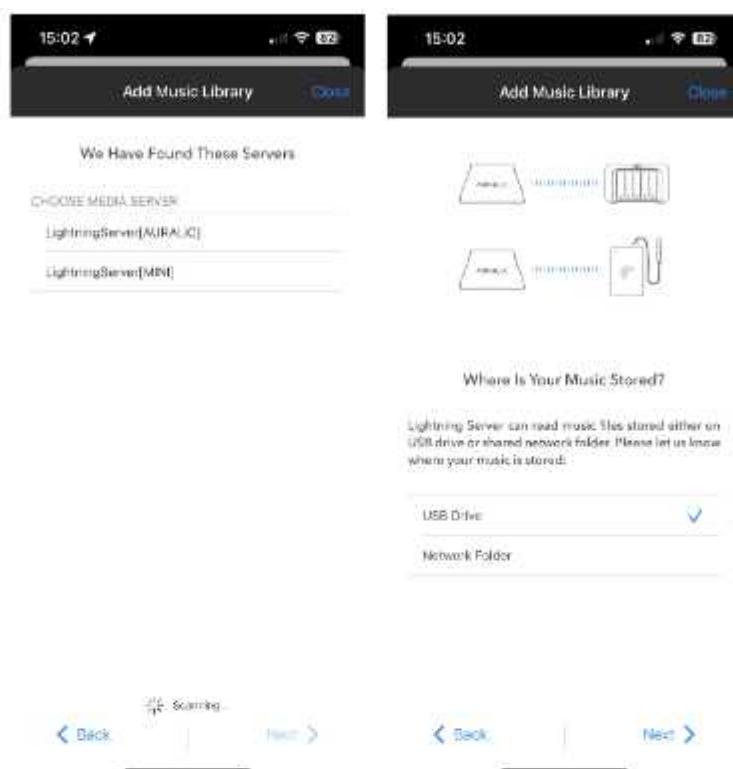 15:02
82
Add Music Library
Close
We Have Found These Servers
CHOOSE MEDIA SERVER
LightningServer[AURALiC]
LightningServer[MINI]
Scanning...
Back
Next
15:02
82
Add Music Library
Close
Where Is Your Music Stored?
Lightning Server can read music files stored either on
USB drive or shared network folder. Please let us know
where your music is stored:
USB Drive
Network Folder
Back
Next